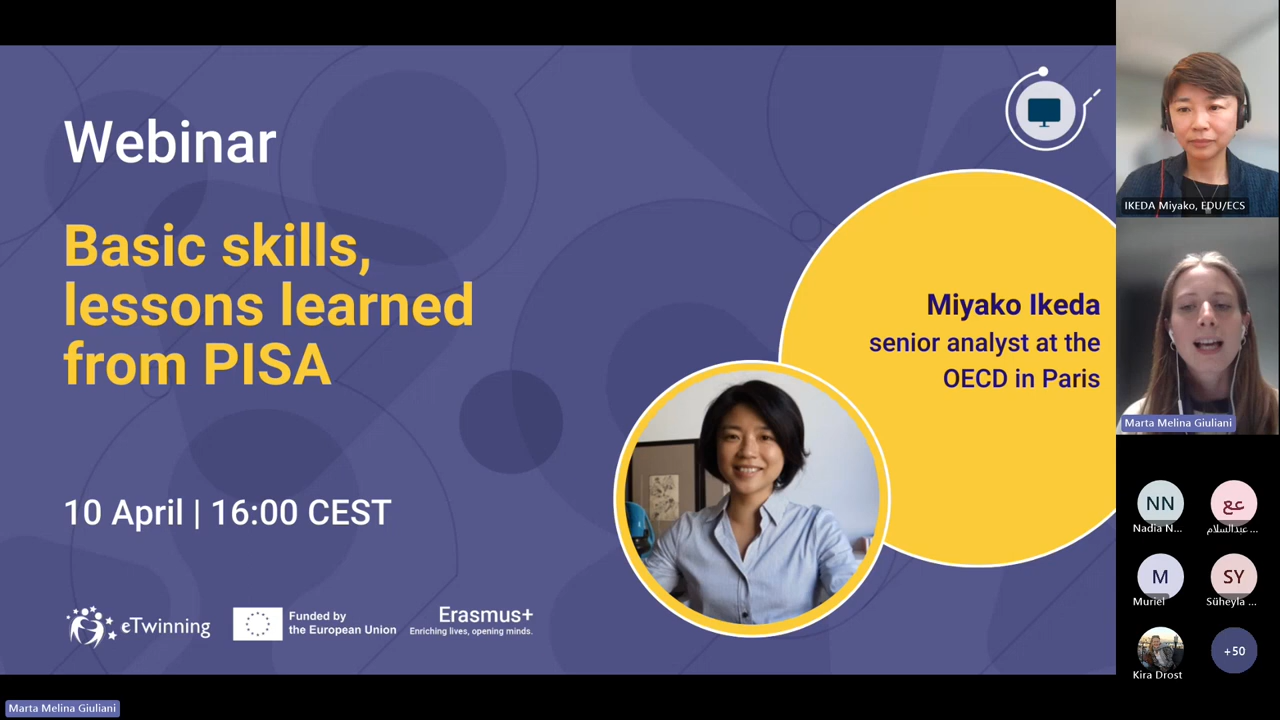 Webinar
Basic skills,
lessons learned
from PISA
10 April | 16:00 CEST
Miyako Ikeda
senior analyst at the
OECD in Paris
eTwinning
Funded by
the European Union
Erasmus+
Enriching lives, opening minds.
Marta Melina Giuliani
IKEDA Miyako, EDU/ECS
Marta Melina Giuliani
NN
Nadia N...
عع
عبدالسلام ...
M
Muriel
SY
Süheyla ...
Kira Drost
+50